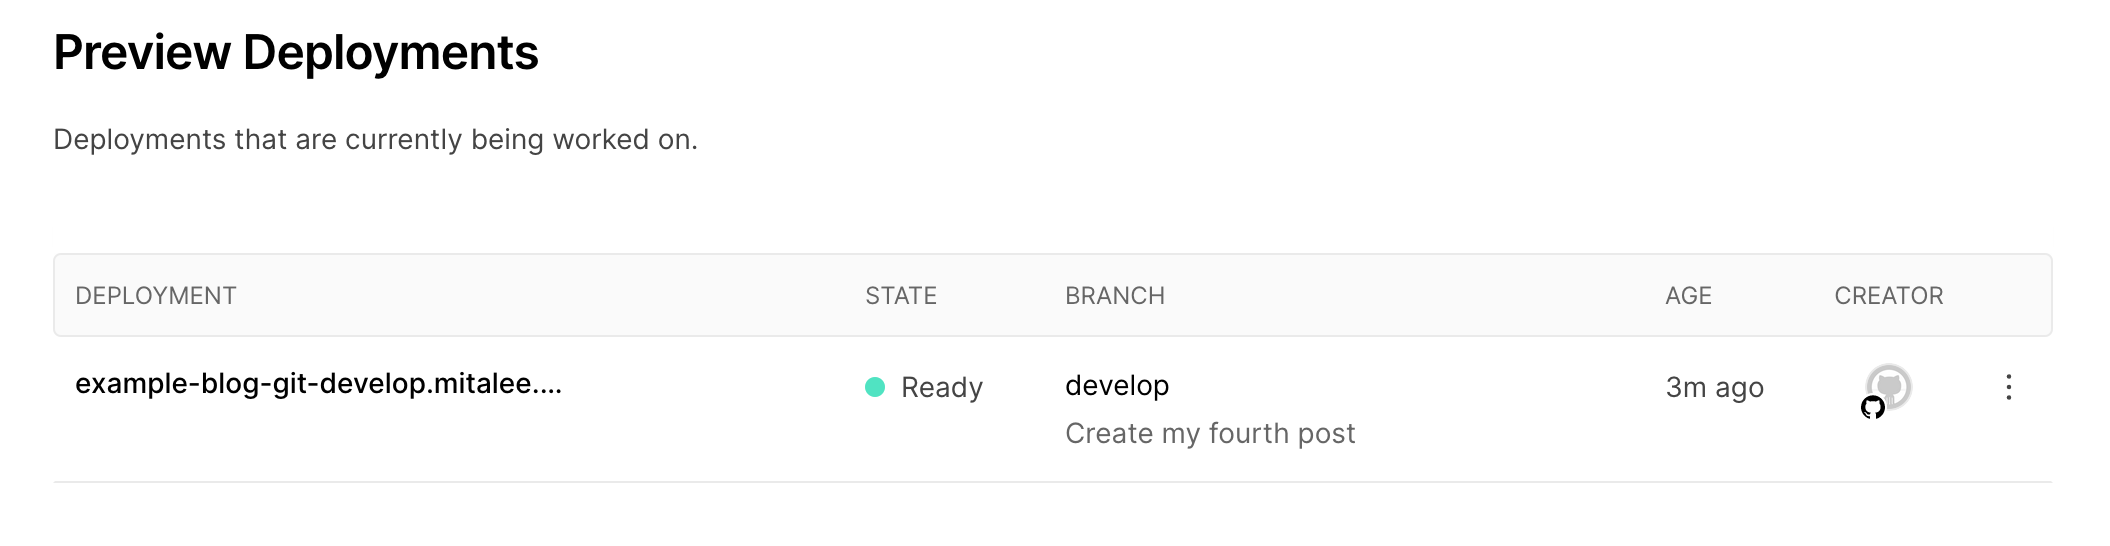 Preview Deployments
Deployments that are currently being worked on.
DEPLOYMENT STATE BRANCH AGE CREATOR
example-blog-git-develop.mitalee.... Ready develop 3m ago
Create my fourth post